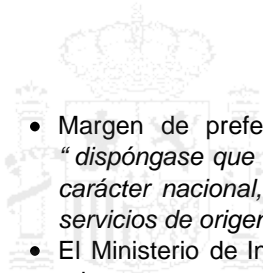 • Margen de prefe
“ dispóngase que
carácter nacional,
servicios de origen
• El Ministerio de In